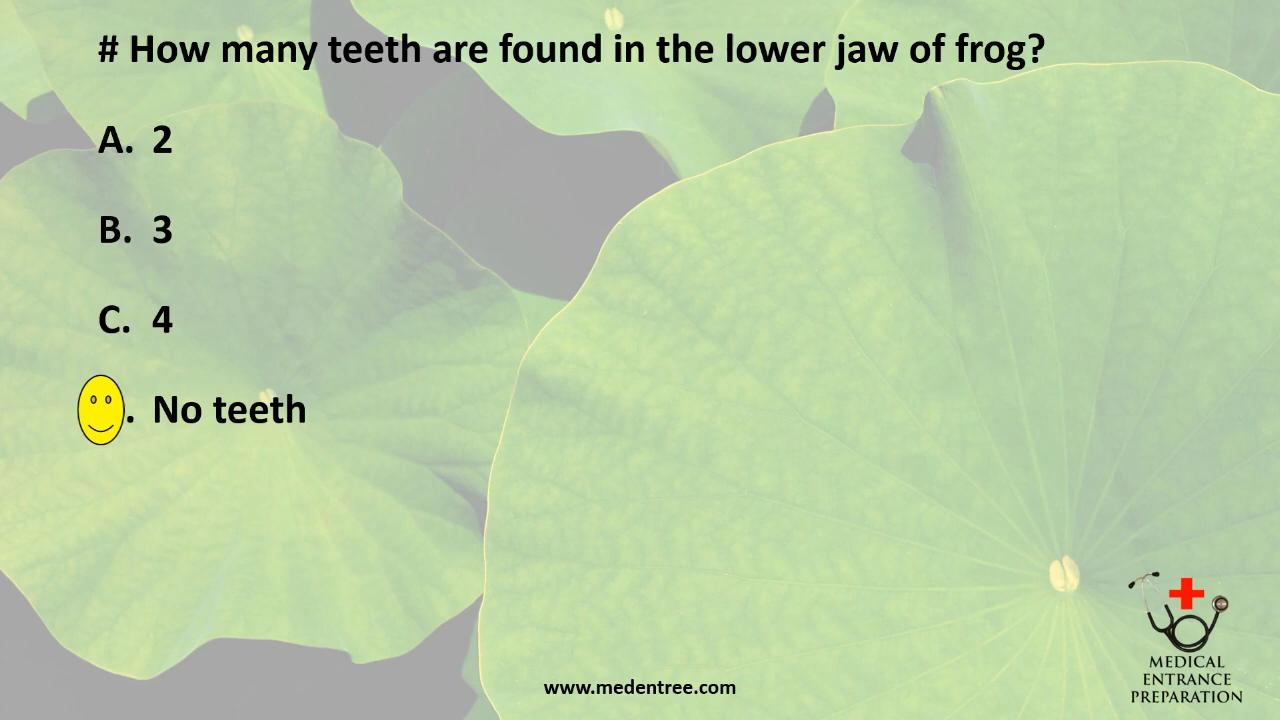 # How many teeth are found in the lower jaw of frog?
A. 2
B. 3
C. 4
. No teeth
www.medentree.com
MEDICAL
ENTRANCE
PREPARATION